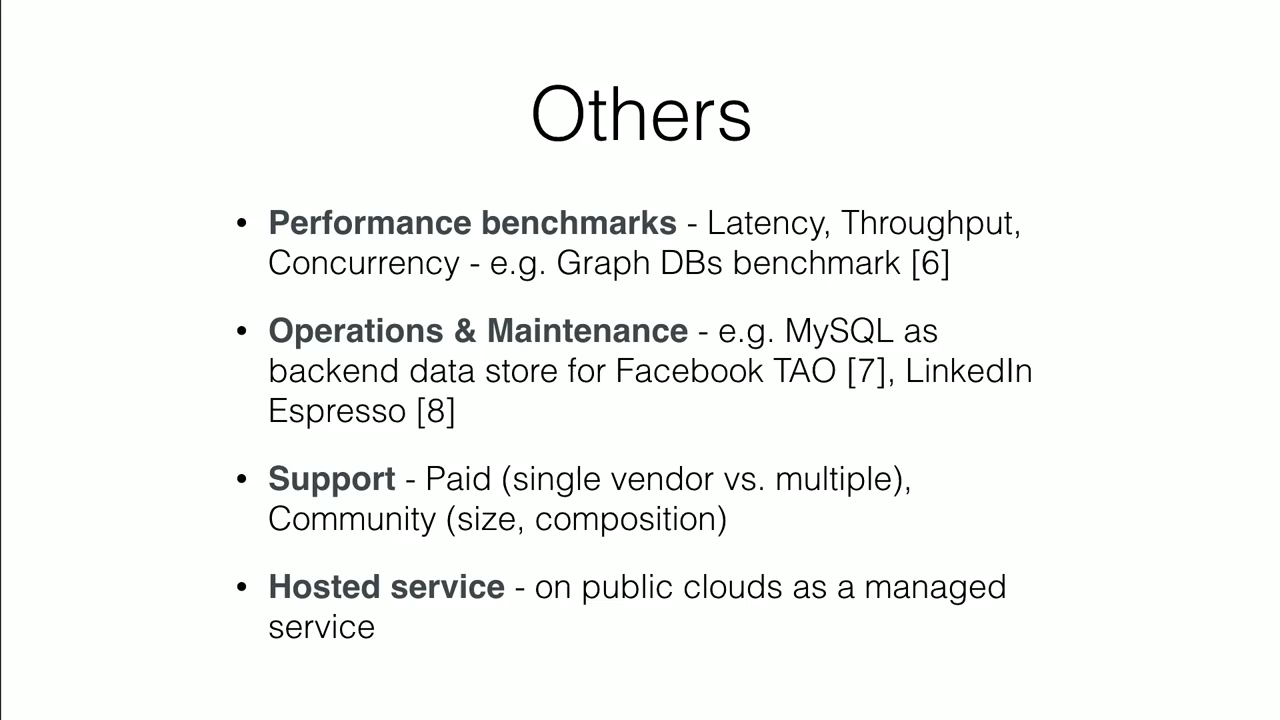 Others
• Performance benchmarks - Latency, Throughput,
Concurrency - e.g. Graph DBs benchmark [6]
• Operations & Maintenance - e.g. MySQL as
backend data store for Facebook TAO [7], LinkedIn
Espresso [8]
• Support - Paid (single vendor vs. multiple),
Community (size, composition)
• Hosted service - on public clouds as a managed
service